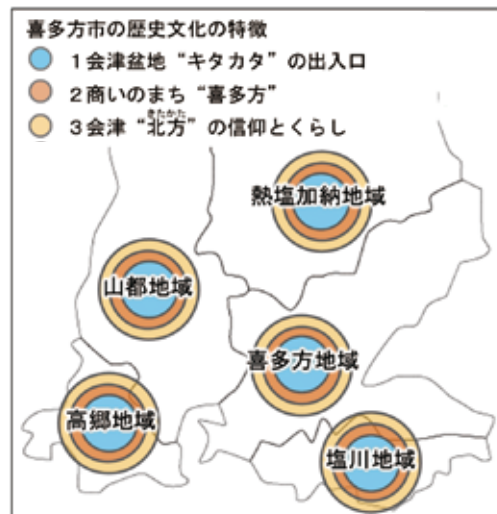 喜多方市の歴史文化の特徴
1会津盆地“キタカタ”の出入口
2商いのまち“喜多方”
きたかた
3会津“北方”の信仰とくらし
熱塩加納地域
山都地域
喜多方地域
高郷地域
塩川地域